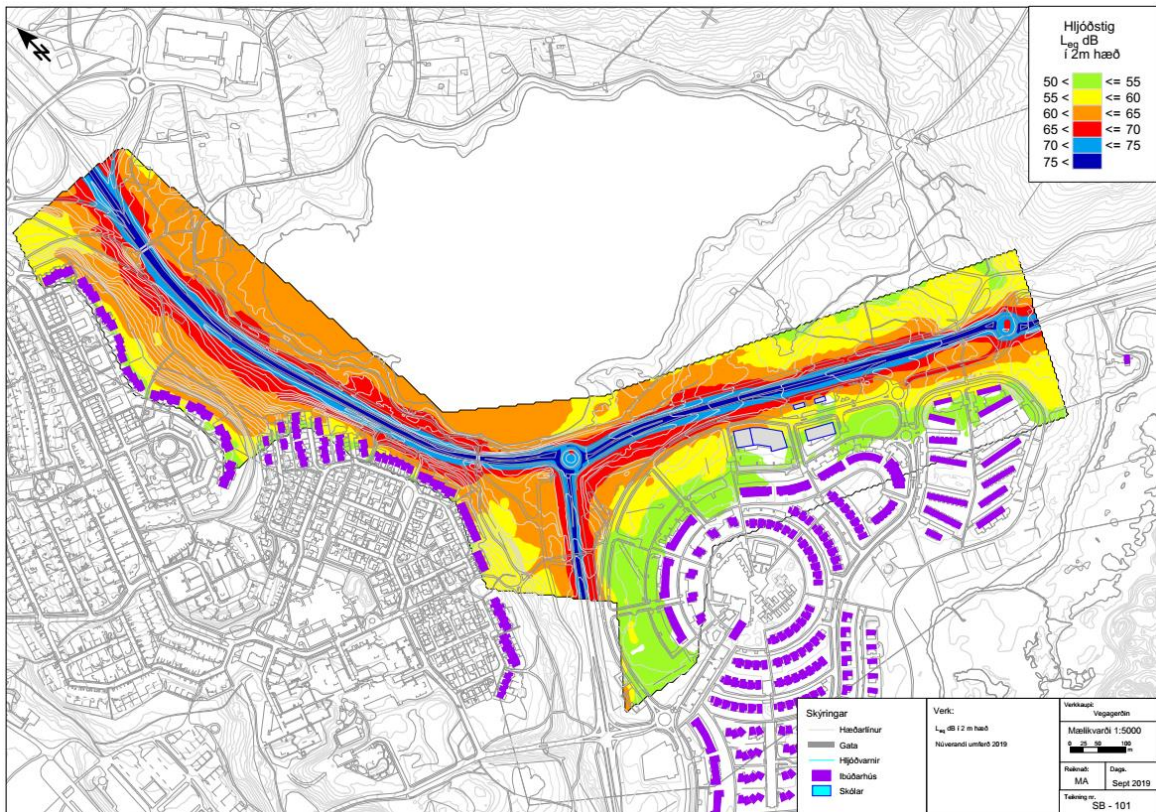 N
Hljóðstig
Leq dB
í 2m hæð
50 < <= 55
55 < <= 60
60 < <= 65
65 < <= 70
70 < <= 75
75 <
Skýringar
Hæðarlínur
Gata
Hljóðvarnir
Íbúðarhús
Skólar
Verk:
Leq dB í 2 m hæð
Núverandi umferð 2019
Verkkaupi:
Vegagerðin
Mælikvarði 1:5000
0 25 50 100
m
Reiknað:
MA
Dags.
Sept 2019
Teikning nr.
SB - 101